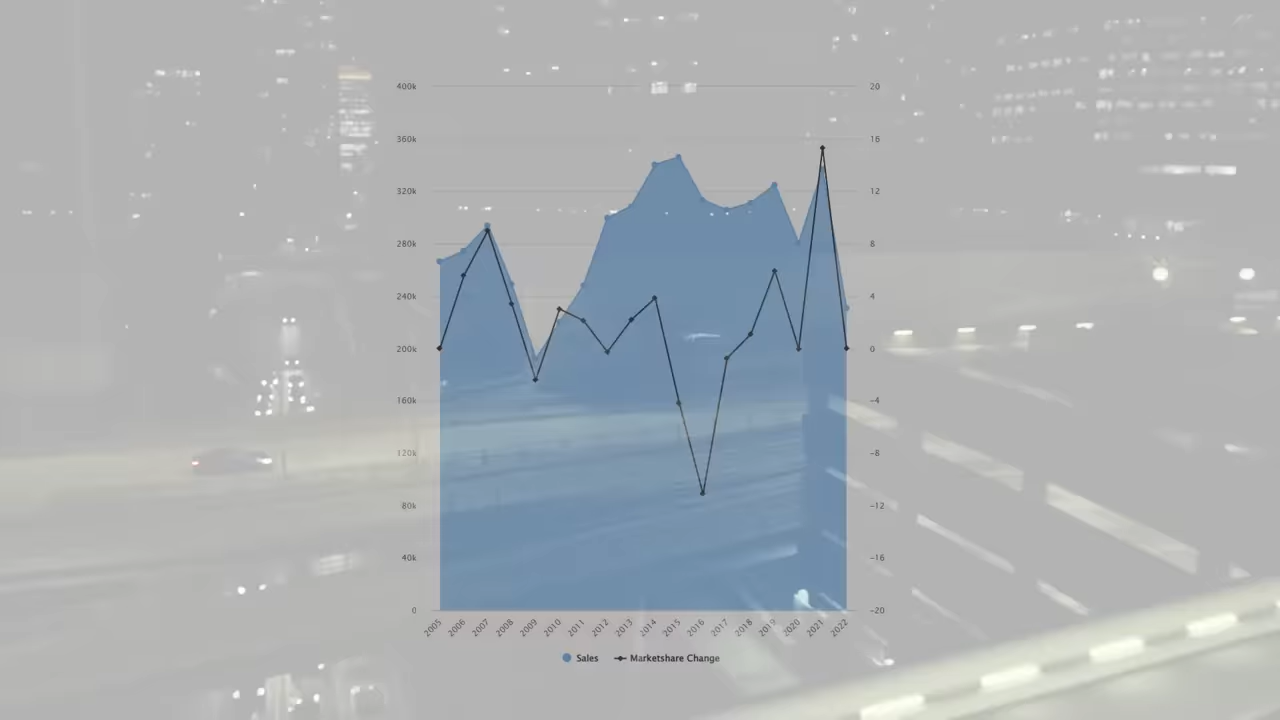 400k 20
360k 16
320k 12
280k 8
240k 4
200k 0
160k -4
120k -8
80k -12
40k -16
0 -20
2005 2006 2007 2008 2009 2010 2011 2012 2013 2014 2015 2016 2017 2018 2019 2020 2021 2022
Sales Marketshare Change